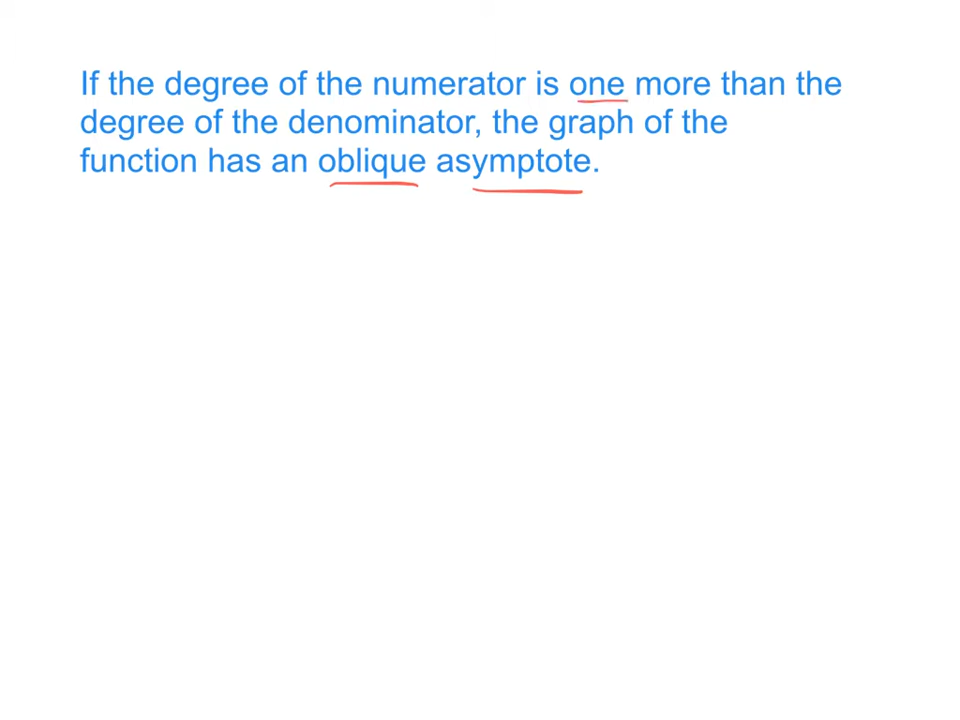 If the degree of the numerator is one more than the
degree of the denominator, the graph of the
function has an oblique asymptote.